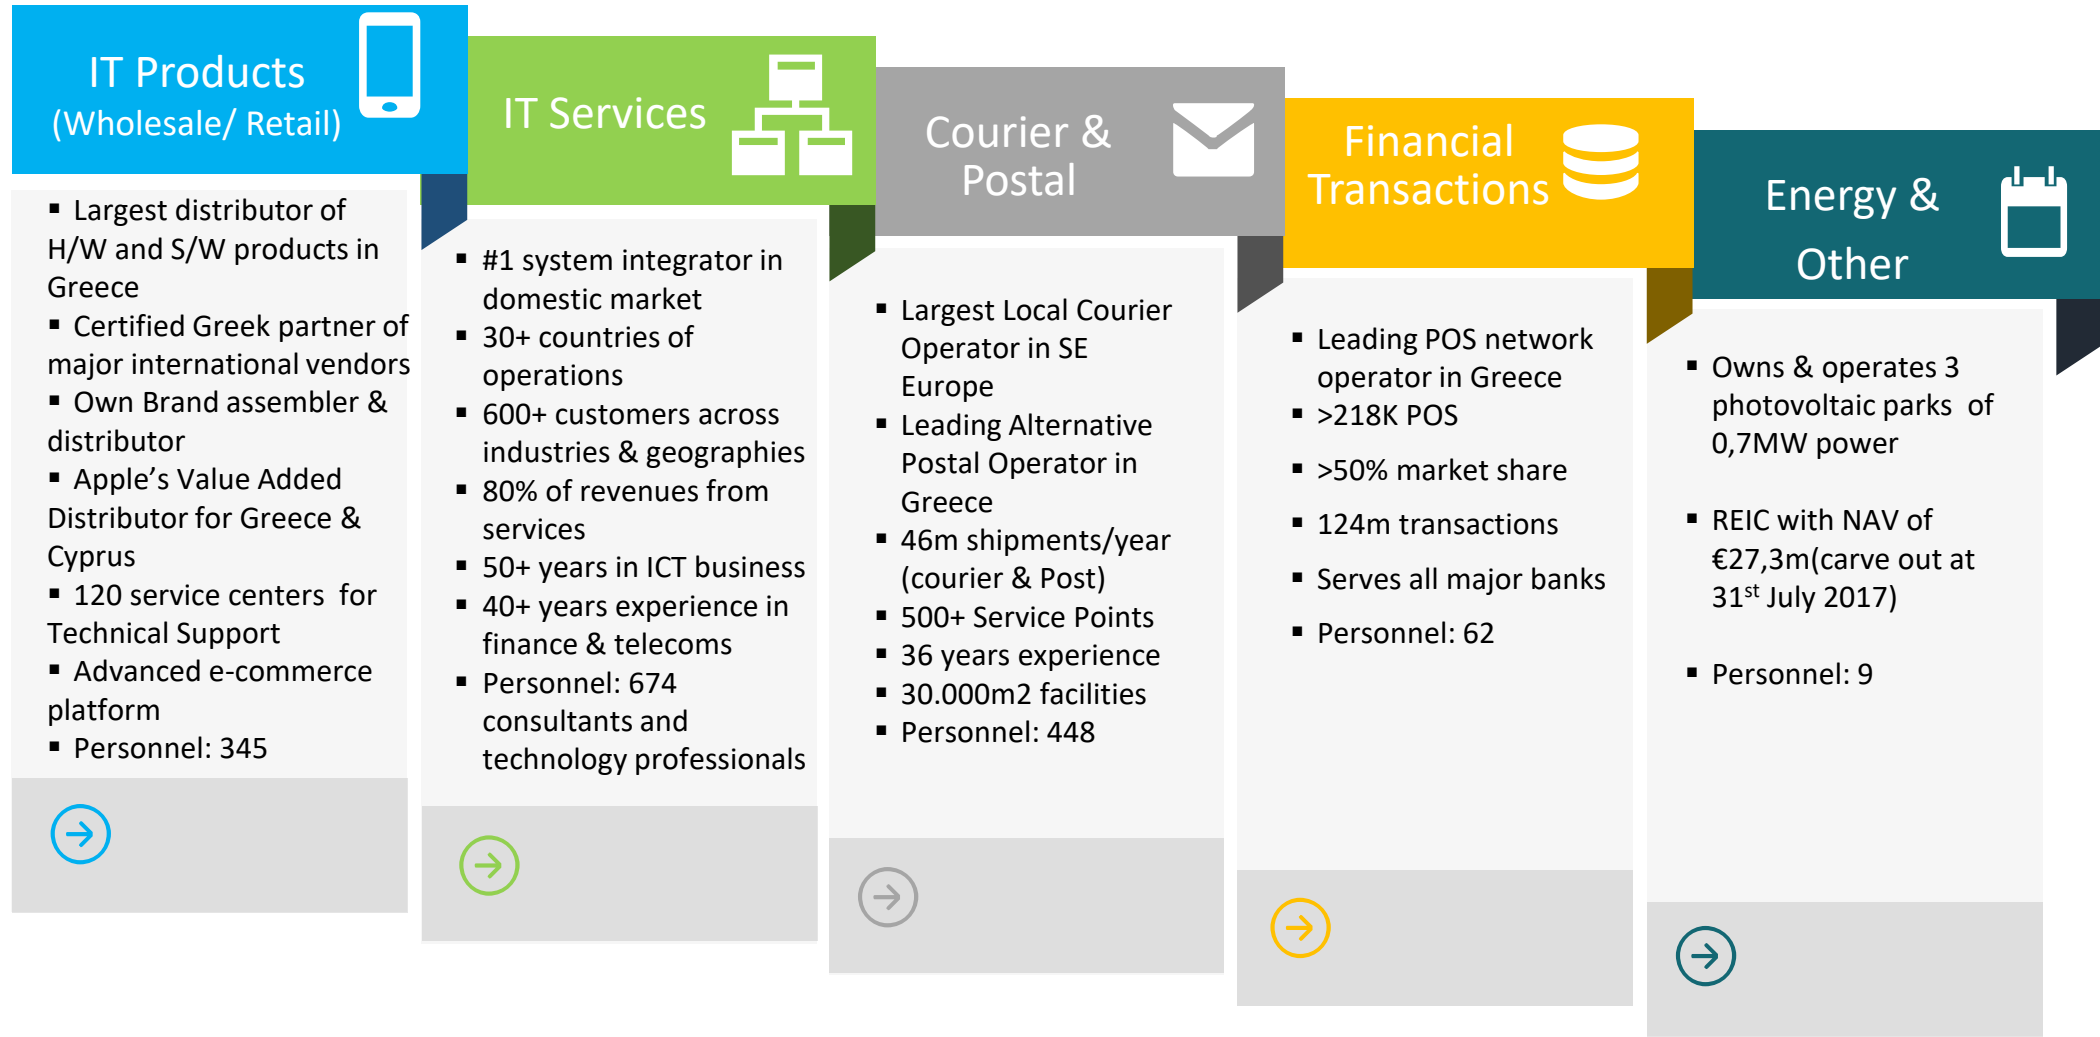 IT Products
(Wholesale/ Retail)
▪ Largest distributor of
H/W and S/W products in
Greece
▪ Certified Greek partner of
major international vendors
▪ Own Brand assembler &
distributor
▪ Apple’s Value Added
Distributor for Greece &
Cyprus
▪ 120 service centers  for
Technical Support
▪ Advanced e-commerce
platform
▪ Personnel: 345
IT Services
▪ #1 system integrator in
domestic market
▪ 30+ countries of
operations
▪ 600+ customers across
industries & geographies
▪ 80% of revenues from
services
▪ 50+ years in ICT business
▪ 40+ years experience in
finance & telecoms
▪ Personnel: 674
consultants and
technology professionals
Courier &
Postal
▪ Largest Local Courier
Operator in SE
Europe
▪ Leading Alternative
Postal Operator in
Greece
▪ 46m shipments/year
(courier & Post)
▪ 500+ Service Points
▪ 36 years experience
▪ 30.000m2 facilities
▪ Personnel: 448
Financial
Transactions
▪ Leading POS network
operator in Greece
▪ >218K POS
▪ >50% market share
▪ 124m transactions
▪ Serves all major banks
▪ Personnel: 62
Energy &
Other
▪ Owns & operates 3
photovoltaic parks  of
0,7MW power
▪ REIC with NAV of
€27,3m(carve out at
31st July 2017)
▪ Personnel: 9